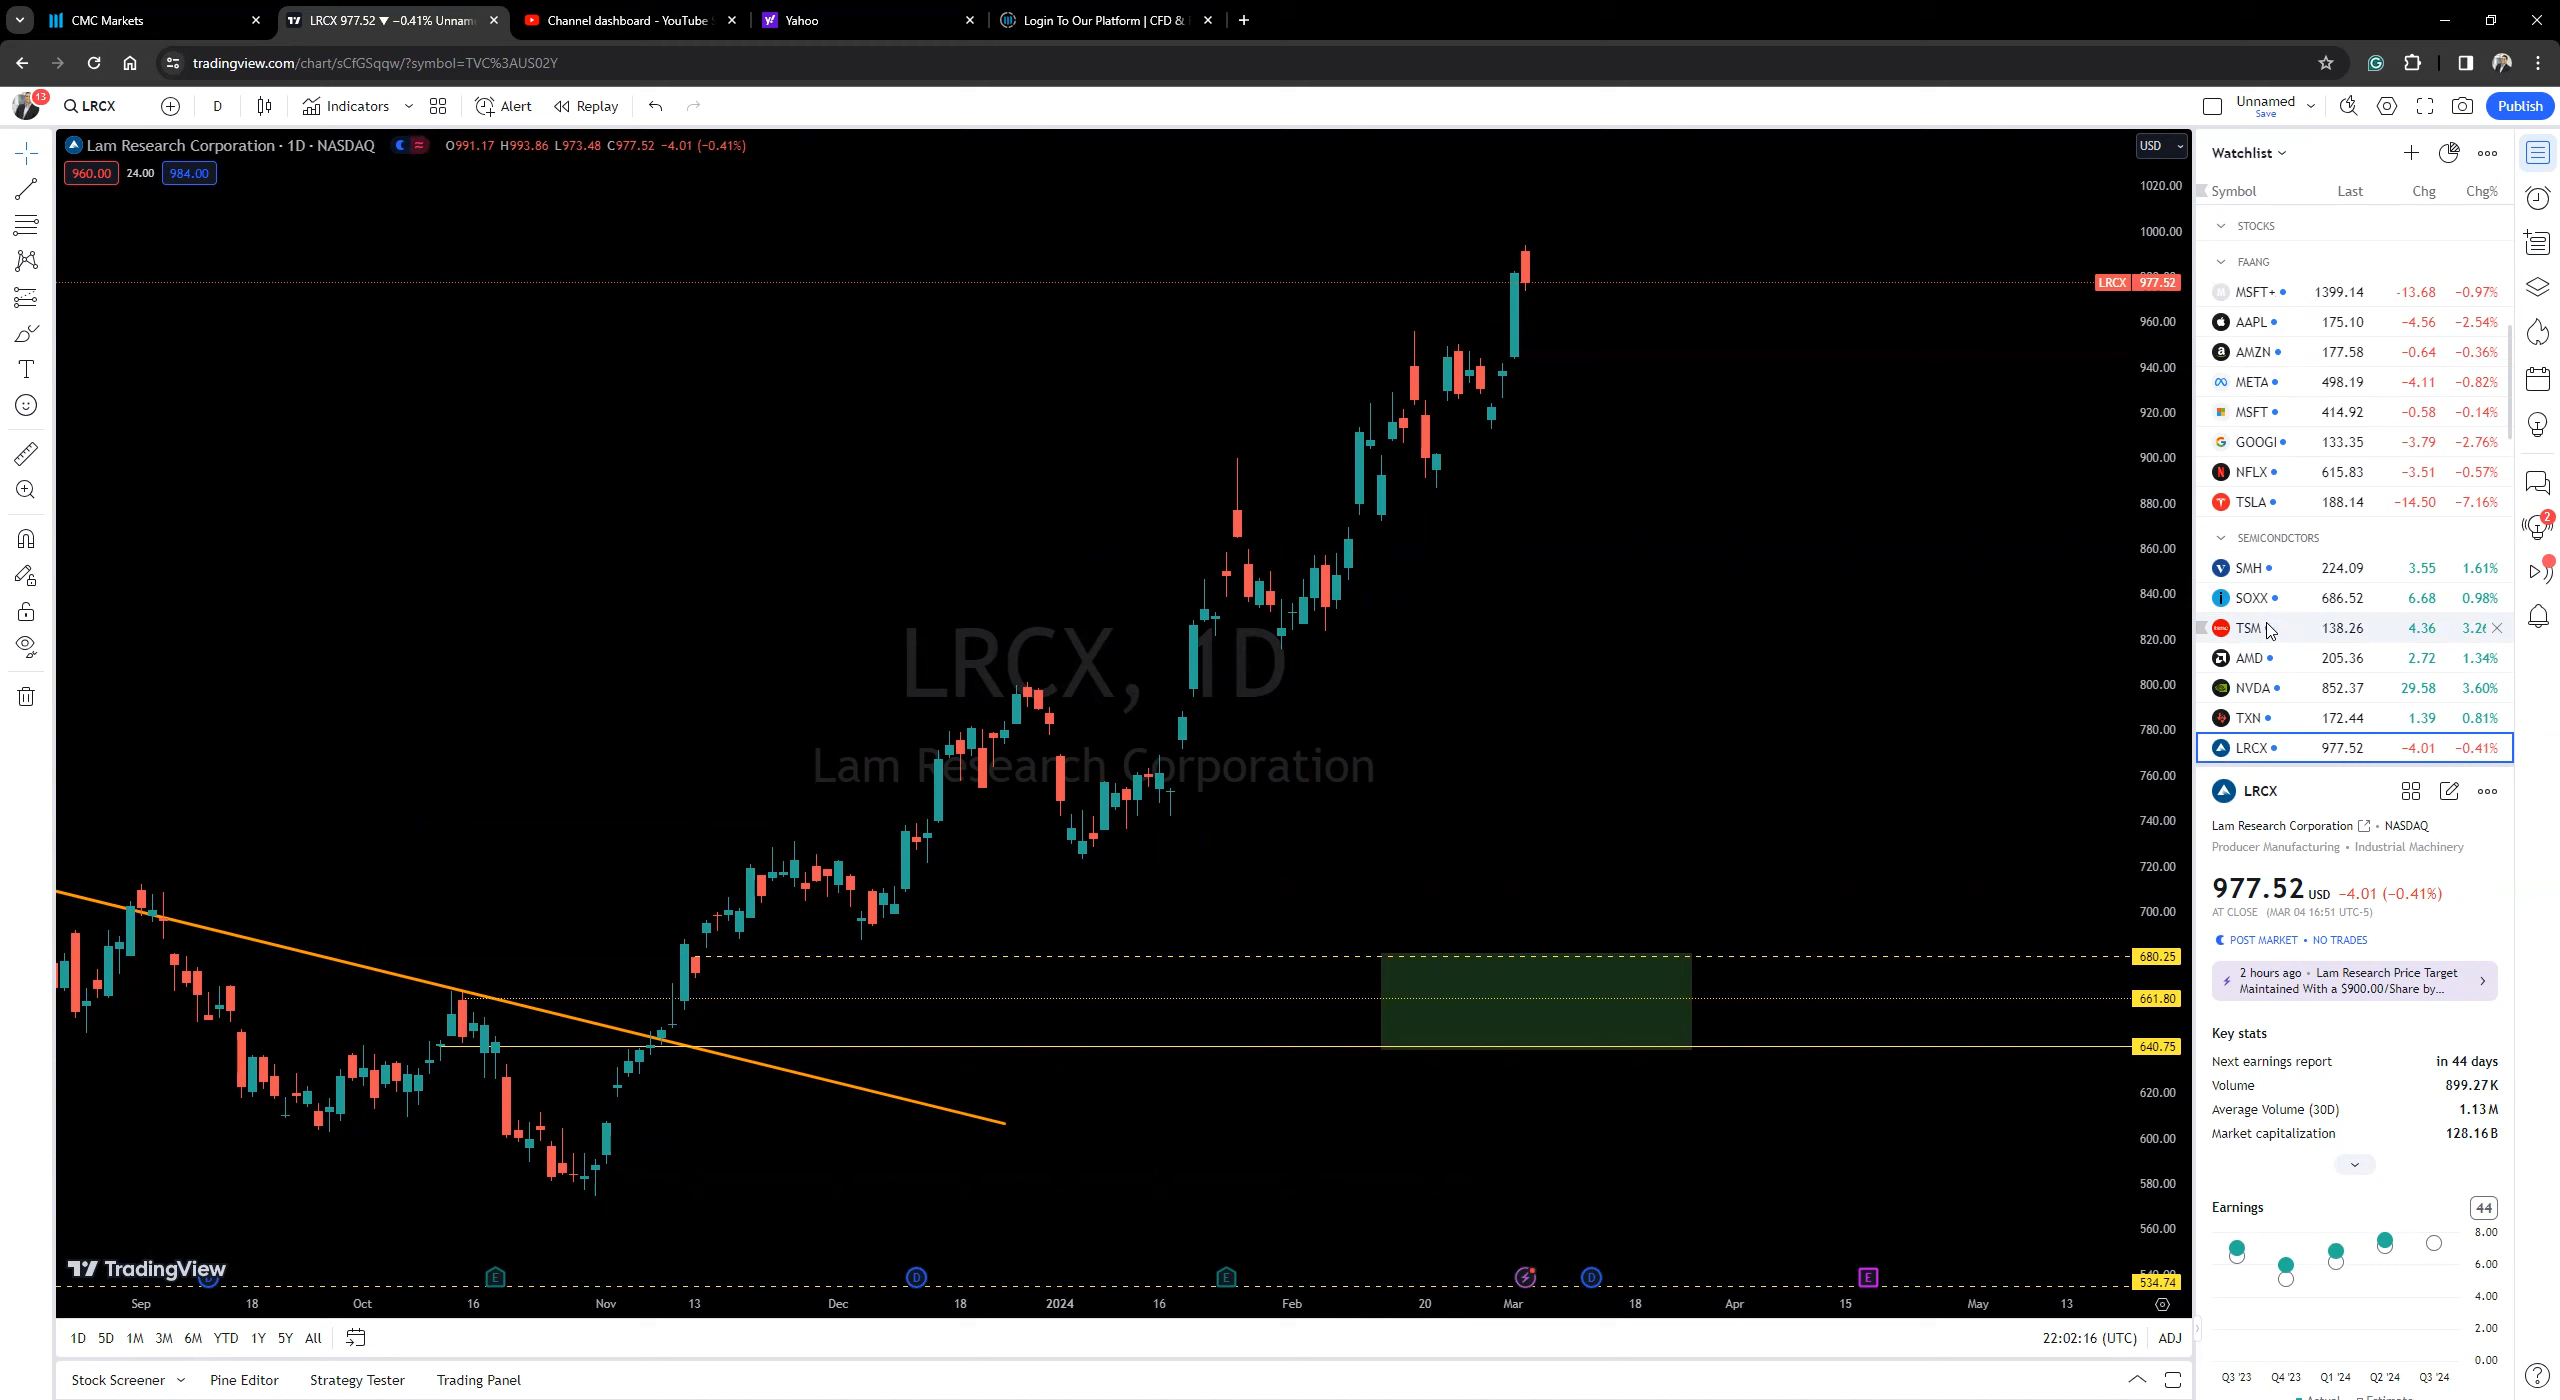 CMC Markets
LRCX 977.52 ▼ −0.41% Unnam
Channel dashboard - YouTube
Yahoo
Login To Our Platform | CFD &
tradingview.com/chart/sCfGSqqw/?symbol=TVC%3AUS02Y
13
LRCX
D
Indicators
Alert
Replay
Unnamed
Save
Publish
Lam Research Corporation · 1D · NASDAQ
O991.17 H993.86 L973.48 C977.52 −4.01 (−0.41%)
960.00 24.00 984.00
USD
1020.00
1000.00
LRCX 977.52
960.00
940.00
920.00
900.00
880.00
860.00
840.00
820.00
800.00
780.00
760.00
740.00
720.00
700.00
680.25
661.80
640.75
620.00
600.00
580.00
560.00
534.74
LRCX, 1D
Lam Research Corporation
TradingView
E D E D E
Sep 18 Oct 16 Nov 13 Dec 18 2024 16 Feb 20 Mar 18 Apr 15 May 13
1D 5D 1M 3M 6M YTD 1Y 5Y All
22:02:16 (UTC) ADJ
Stock Screener Pine Editor Strategy Tester Trading Panel
Watchlist
Symbol Last Chg Chg%
STOCKS
FAANG
MSFT+ 1399.14 -13.68 −0.97%
AAPL 175.10 −4.56 −2.54%
AMZN 177.58 −0.64 −0.36%
META 498.19 −4.11 −0.82%
MSFT 414.92 −0.58 −0.14%
GOOGl 133.35 −3.79 −2.76%
NFLX 615.83 −3.51 −0.57%
TSLA 188.14 −14.50 −7.16%
SEMICONDCTORS
SMH 224.09 3.55 1.61%
SOXX 686.52 6.68 0.98%
TSM 138.26 4.36 3.26
AMD 205.36 2.72 1.34%
NVDA 852.37 29.58 3.60%
TXN 172.44 1.39 0.81%
LRCX 977.52 −4.01 −0.41%
LRCX
Lam Research Corporation • NASDAQ
Producer Manufacturing • Industrial Machinery
977.52 USD −4.01 (−0.41%)
AT CLOSE (MAR 04 16:51 UTC-5)
POST MARKET • NO TRADES
2 hours ago • Lam Research Price Target
Maintained With a $900.00/Share by...
Key stats
Next earnings report in 44 days
Volume 899.27K
Average Volume (30D) 1.13M
Market capitalization 128.16B
Earnings 44
8.00
6.00
4.00
2.00
0.00
Q3 '23 Q4 '23 Q1 '24 Q2 '24 Q3 '24
2